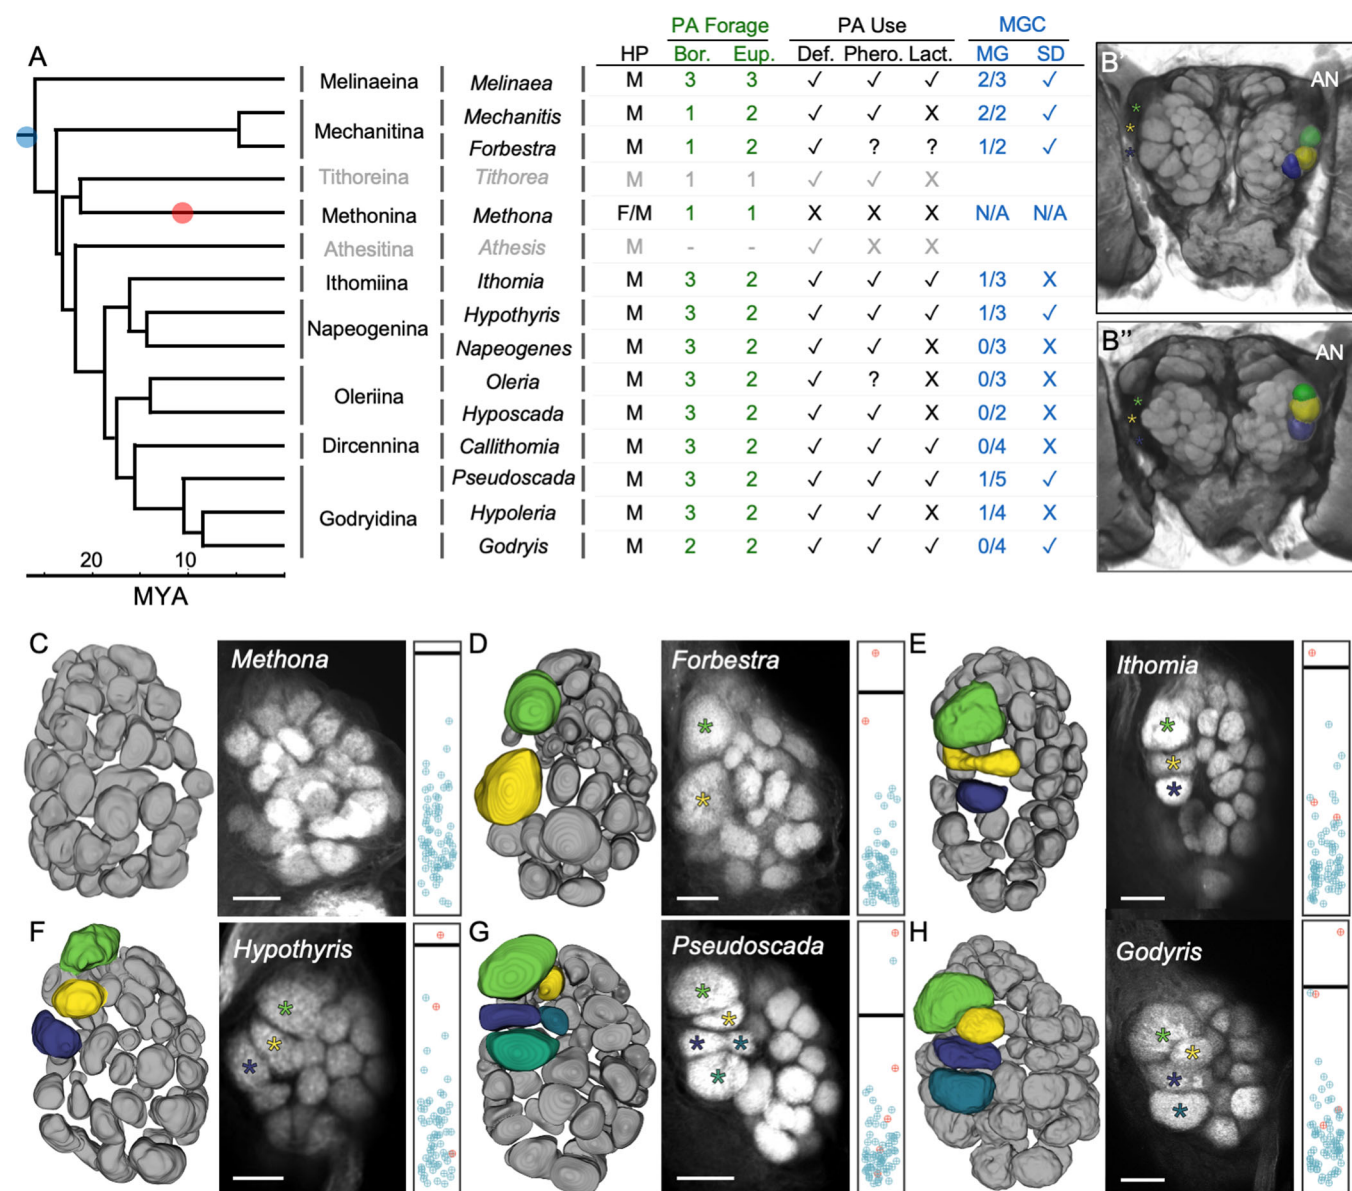 A
PA Forage PA Use MGC
HP Bor. Eup. Def. Phero. Lact. MG SD
Melinaeina Melinaea M 3 3 ✓ ✓ ✓ 2/3 ✓
Mechanitina
Mechanitis M 1 2 ✓ ✓ X 2/2 ✓
Forbestra M 1 2 ✓ ? ? 1/2 ✓
Tithoreina Tithorea M 1 1 ✓ ✓ X
Methonina Methona F/M 1 1 X X X N/A N/A
Athesitina Athesis M - - ✓ X X
Ithomiina Ithomia M 3 2 ✓ ✓ ✓ 1/3 X
Napeogenina
Hypothyris M 3 2 ✓ ✓ ✓ 1/3 ✓
Napeogenes M 3 2 ✓ ✓ X 0/3 X
Oleriina
Oleria M 3 2 ✓ ? X 0/3 X
Hyposcada M 3 2 ✓ ✓ X 0/2 X
Dircennina Callithomia M 3 2 ✓ ✓ ✓ 0/4 X
Godryidina
Pseudoscada M 3 2 ✓ ✓ ✓ 1/5 ✓
Hypoleria M 3 2 ✓ ✓ X 1/4 X
Godryis M 2 2 ✓ ✓ ✓ 0/4 ✓
20 10
MYA
B'
AN
B''
AN
C
Methona
D
Forbestra
E
Ithomia
F
Hypothyris
G
Pseudoscada
H
Godyris